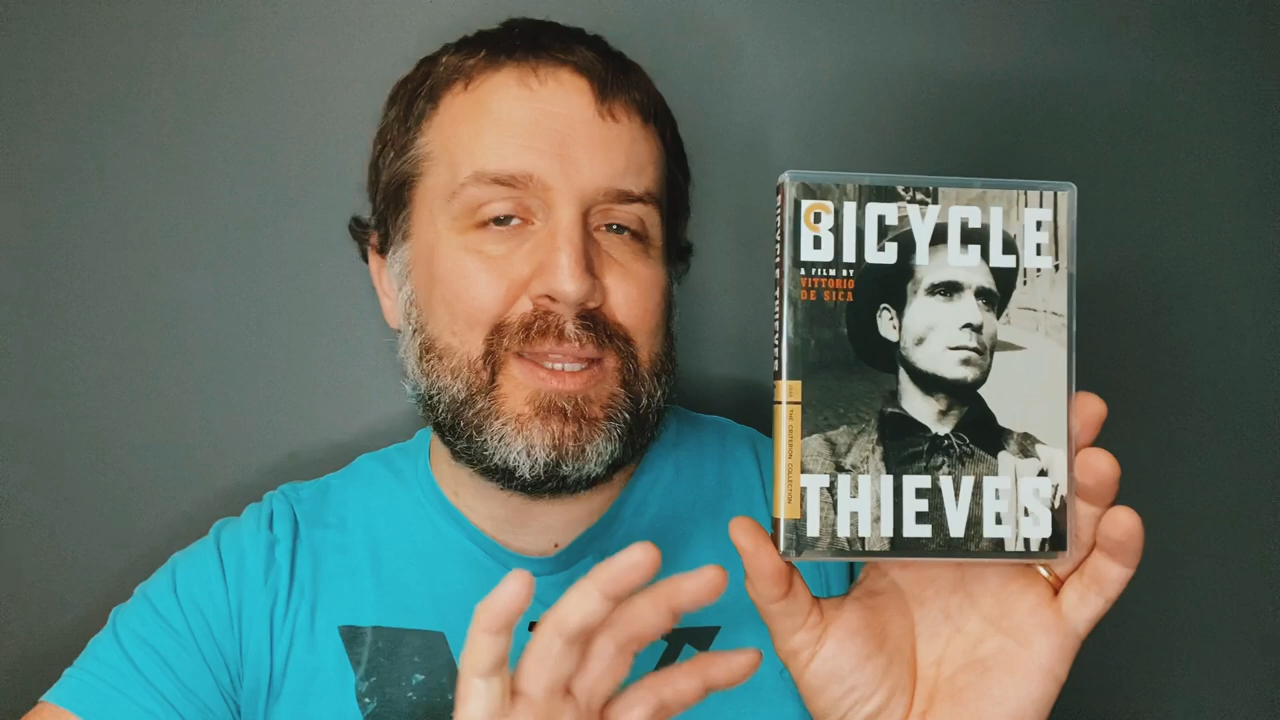 BICYCLE
A FILM BY
VITTORIO
DE SICA
THIEVES
BICYCLE THIEVES
THE CRITERION COLLECTION